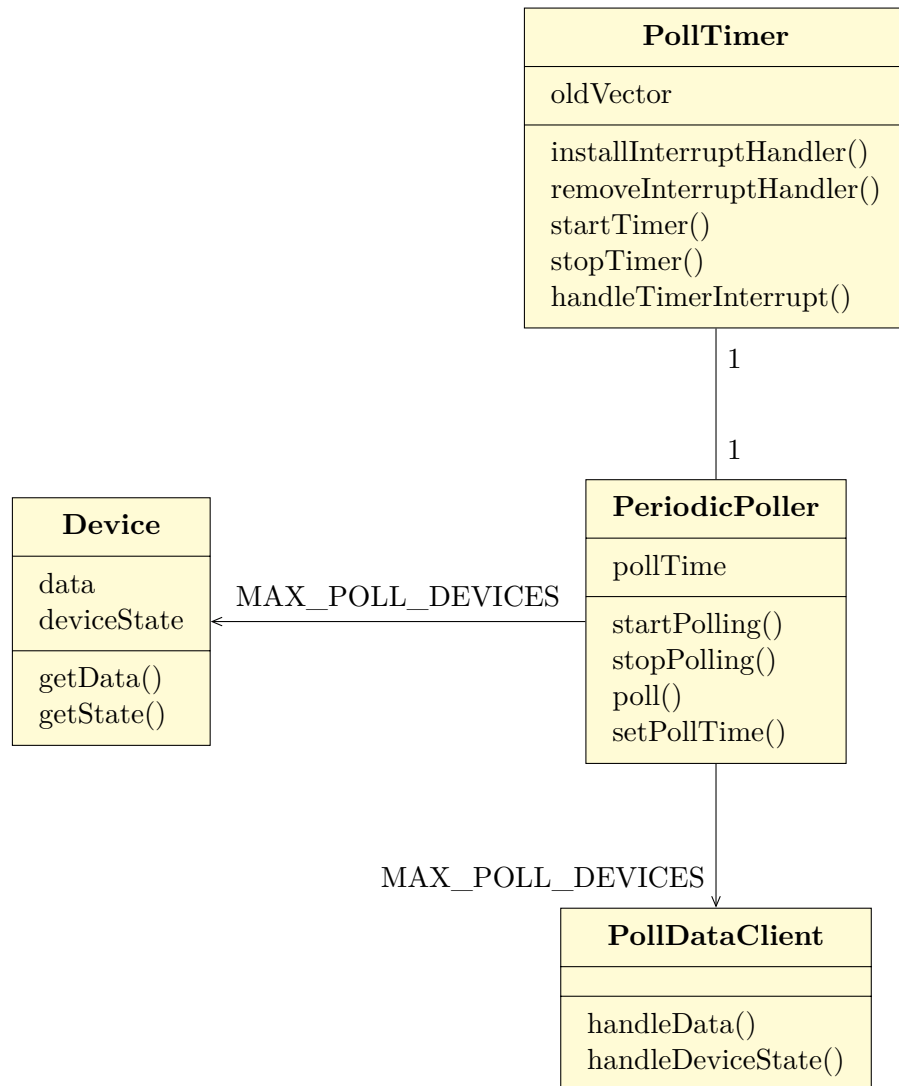 PollTimer
oldVector
installInterruptHandler()
removeInterruptHandler()
startTimer()
stopTimer()
handleTimerInterrupt()
1
1
Device
data
deviceState
getData()
getState()
MAX_POLL_DEVICES
PeriodicPoller
pollTime
startPolling()
stopPolling()
poll()
setPollTime()
MAX_POLL_DEVICES
PollDataClient
handleData()
handleDeviceState()